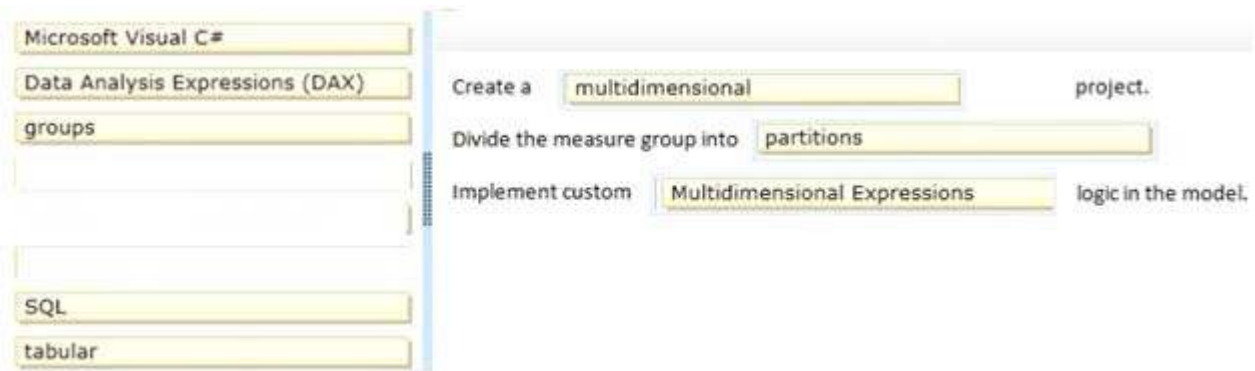 Microsoft Visual C#
Data Analysis Expressions (DAX)
groups
SQL
tabular
Create a multidimensional project.
Divide the measure group into partitions
Implement custom Multidimensional Expressions logic in the model.